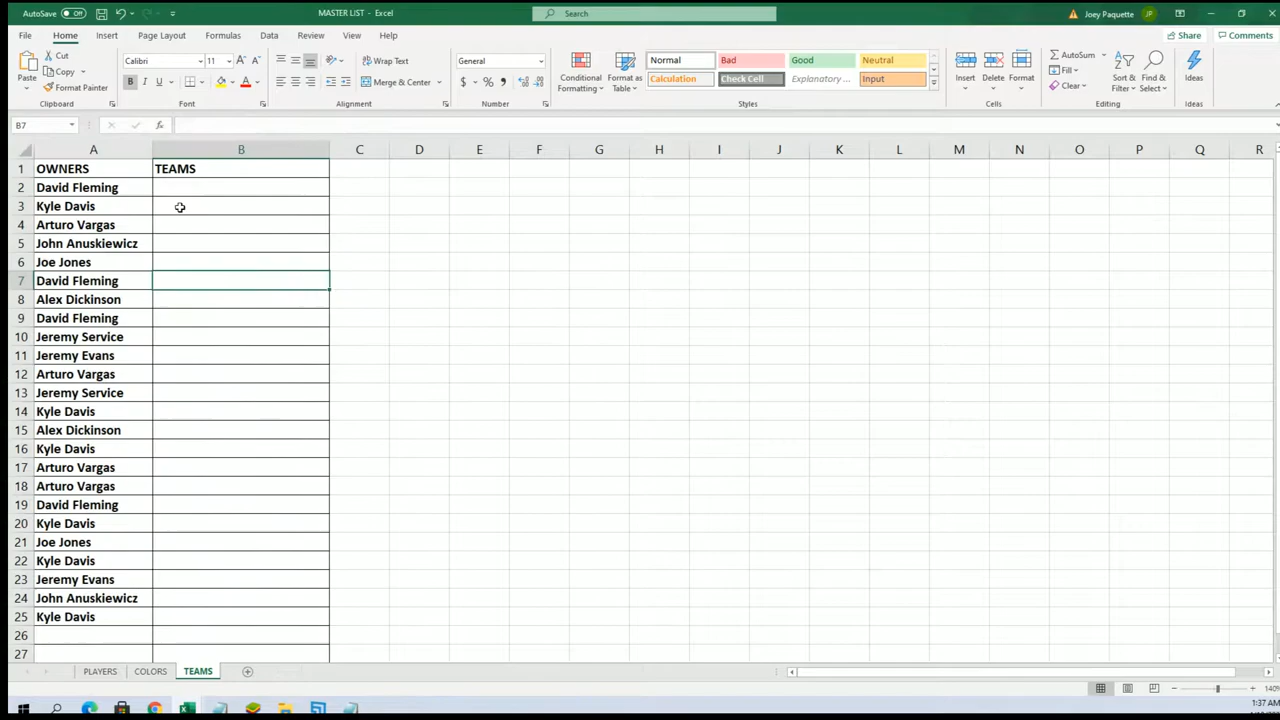 AutoSave Off
MASTER LIST - Excel
Search
Joey Paquette JP
File Home Insert Page Layout Formulas Data Review View Help
Share Comments
Paste
Cut
Copy
Format Painter
Clipboard
Calibri 11
B I U
Font
Wrap Text
Merge & Center
Alignment
General
$ % ,
Number
Conditional Formatting
Format as Table
Normal Bad Good Neutral
Calculation Check Cell Explanatory ... Input
Styles
Insert Delete Format
Cells
AutoSum
Fill
Clear
Sort & Filter
Find & Select
Editing
Ideas
Ideas
B7 fx
A B C D E F G H I J K L M N O P Q R
1 OWNERS TEAMS
2 David Fleming
3 Kyle Davis
4 Arturo Vargas
5 John Anuskiewicz
6 Joe Jones
7 David Fleming
8 Alex Dickinson
9 David Fleming
10 Jeremy Service
11 Jeremy Evans
12 Arturo Vargas
13 Jeremy Service
14 Kyle Davis
15 Alex Dickinson
16 Kyle Davis
17 Arturo Vargas
18 Arturo Vargas
19 David Fleming
20 Kyle Davis
21 Joe Jones
22 Kyle Davis
23 Jeremy Evans
24 John Anuskiewicz
25 Kyle Davis
26
27
PLAYERS COLORS TEAMS
140%
1:37 AM